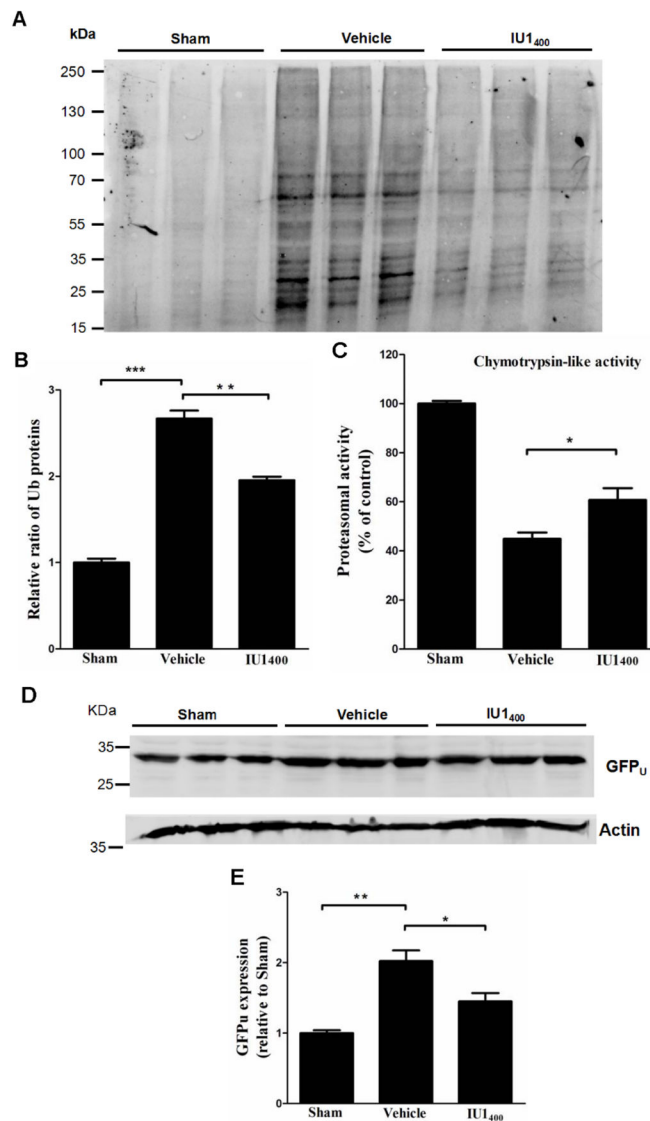 A
kDa
Sham
Vehicle
IU1₄₀₀
250
130
100
70
55
35
25
15
B
***
**
3
2
1
0
Relative ratio of Ub proteins
Sham
Vehicle
IU1400
C
Chymotrypsin-like activity
120
100
80
60
40
20
0
*
Proteasomal activity
(% of control)
Sham
Vehicle
IU1400
D
KDa
Sham
Vehicle
IU1₄₀₀
35
25
GFPᵤ
35
Actin
E
**
*
3
2
1
0
GFPu expression
(relative to Sham)
Sham
Vehicle
IU1₄₀₀